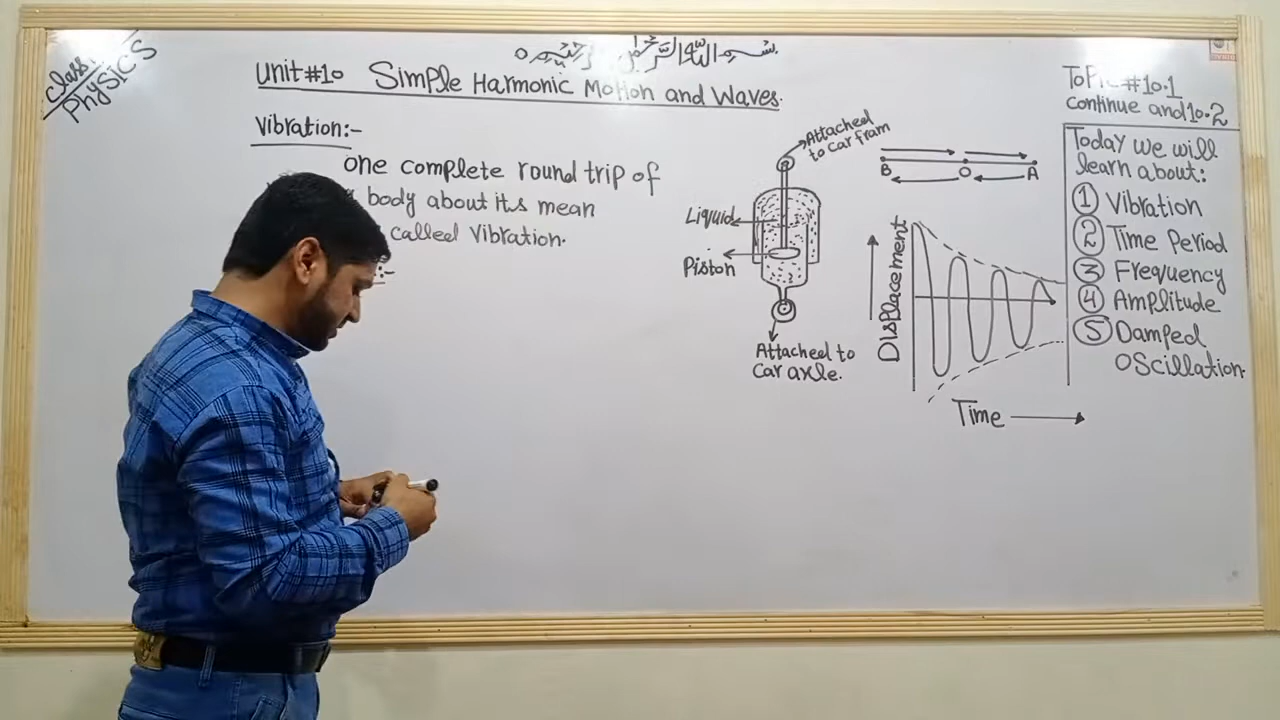 بسم اللہ الرحمٰن
Class
Physics
Unit#10 Simple Harmonic Motion and Waves.
Topic #10.1
continue and 10.2
Vibration:-
one complete round trip of
body about its mean
called Vibration.
:-
Attached
to car fram
Liquid
Piston
Attached to
Car axle.
B O A
Displacement
Time
Today we will
learn about:
1 Vibration
2 Time Period
3 Frequency
4 Amplitude
5 Damped
Oscillation.